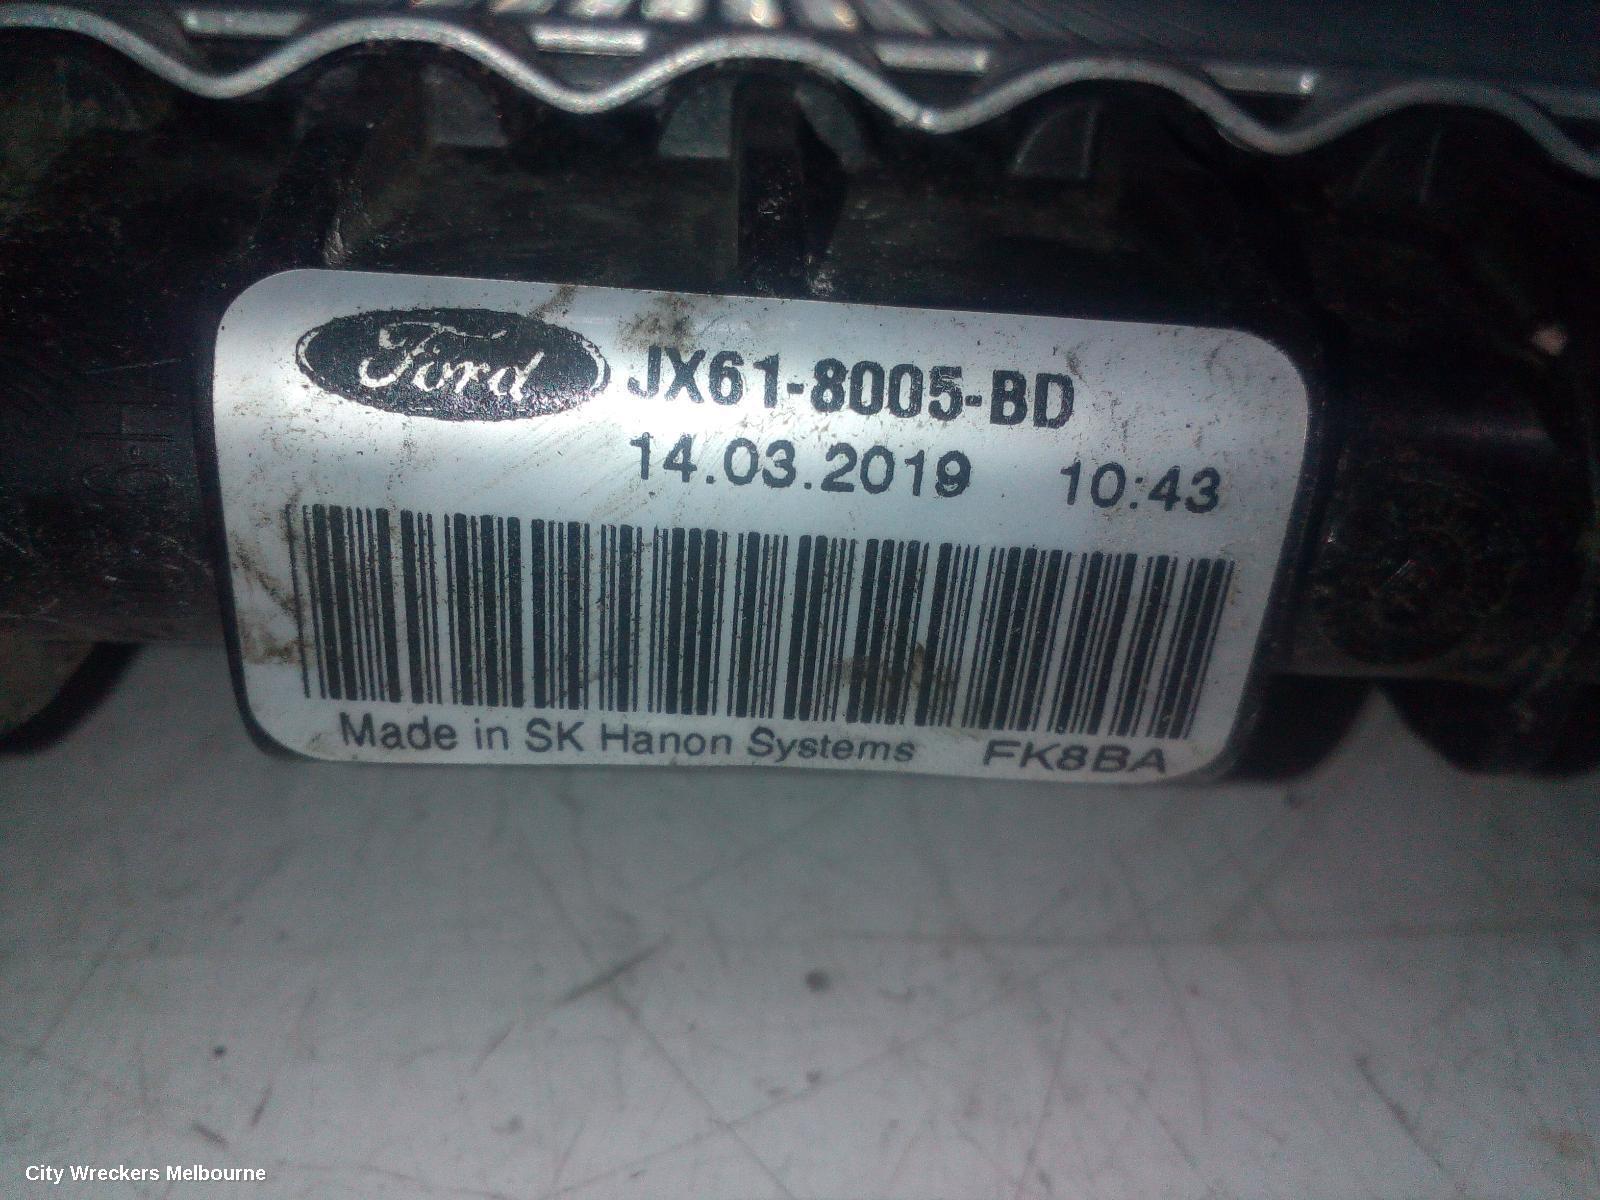 Ford JX61-8005-BD
14.03.2019 10:43
Made in SK Hanon Systems FK8BA
City Wreckers Melbourne